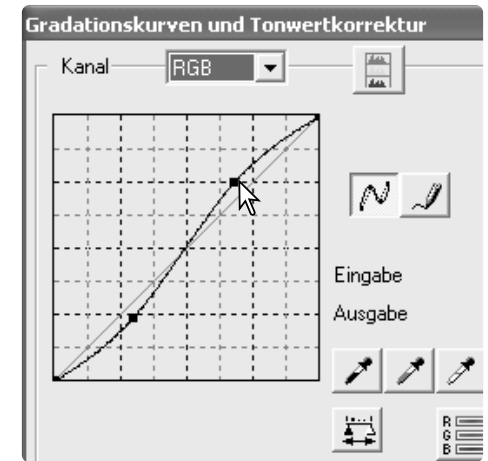 Gradationskurven und Tonwertkorrektur
Kanal RGB
Eingabe
Ausgabe
R
G
B